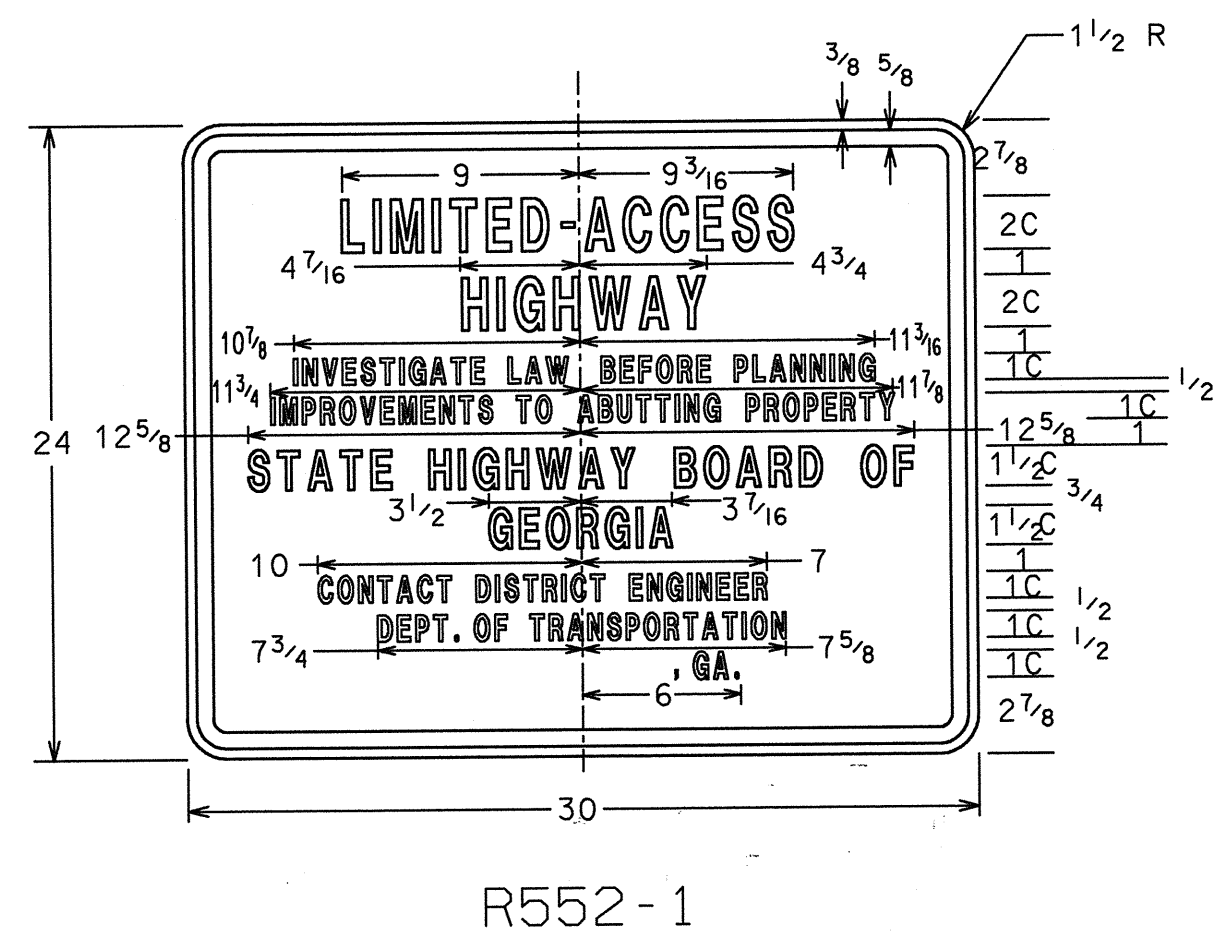 3/8 5/8 1 1/2 R
2 7/8
9 9 3/16
LIMITED-ACCESS
2C
4 7/16 4 3/4
1
HIGHWAY
2C
10 7/8 11 3/16
1
INVESTIGATE LAW BEFORE PLANNING
1C
11 3/4 11 7/8
1/2
IMPROVEMENTS TO ABUTTING PROPERTY
1C
24 12 5/8 12 5/8
1
STATE HIGHWAY BOARD OF
1 1/2C
3 1/2 3 7/16
3/4
GEORGIA
1 1/2C
10 7
1
CONTACT DISTRICT ENGINEER
1C
1/2
DEPT. OF TRANSPORTATION
1C
7 3/4 7 5/8
1/2
, GA.
1C
6
2 7/8
30
R552-1